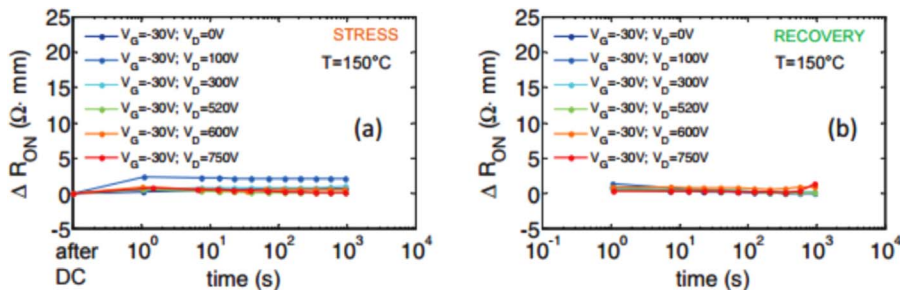 25
20
15
10
5
0
-5
Δ R_ON (Ω· mm)
V_G=-30V; V_D=0V
V_G=-30V; V_D=100V
V_G=-30V; V_D=300V
V_G=-30V; V_D=520V
V_G=-30V; V_D=600V
V_G=-30V; V_D=750V
STRESS
T=150°C
(a)
after DC
10^0
10^1
10^2
10^3
10^4
time (s)
25
20
15
10
5
0
-5
Δ R_ON (Ω· mm)
V_G=-30V; V_D=0V
V_G=-30V; V_D=100V
V_G=-30V; V_D=300V
V_G=-30V; V_D=520V
V_G=-30V; V_D=600V
V_G=-30V; V_D=750V
RECOVERY
T=150°C
(b)
10^-1
10^0
10^1
10^2
10^3
10^4
time (s)